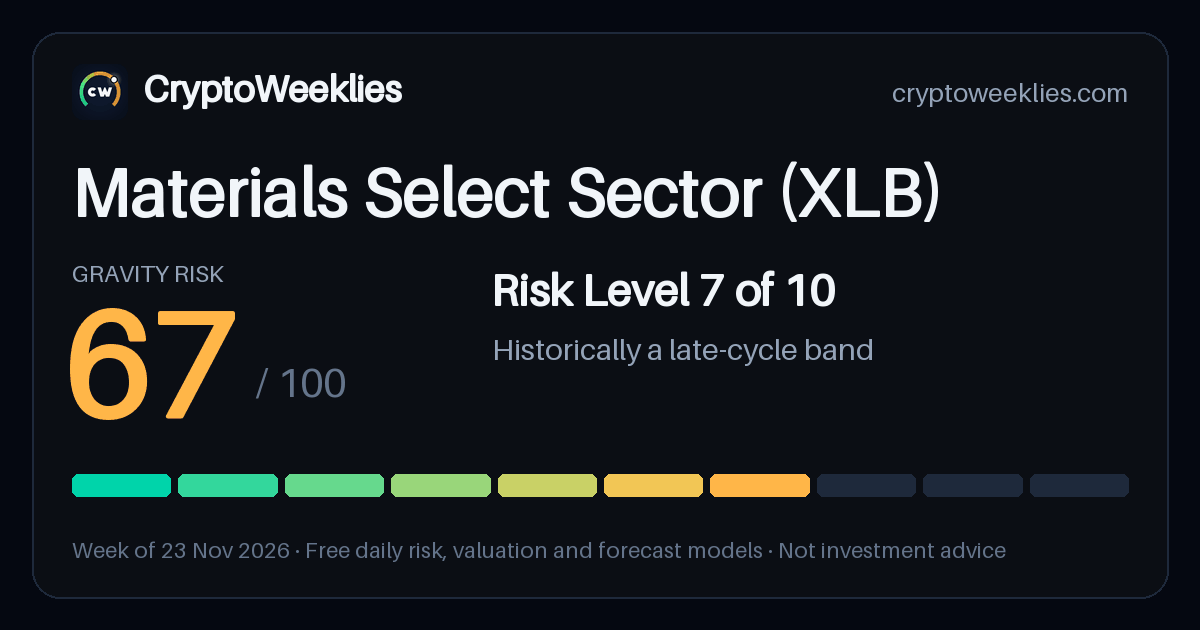 CW
CryptoWeeklies
cryptoweeklies.com
Materials Select Sector (XLB)
GRAVITY RISK
67 / 100
Risk Level 7 of 10
Historically a late-cycle band
Week of 23 Nov 2026 · Free daily risk, valuation and forecast models · Not investment advice